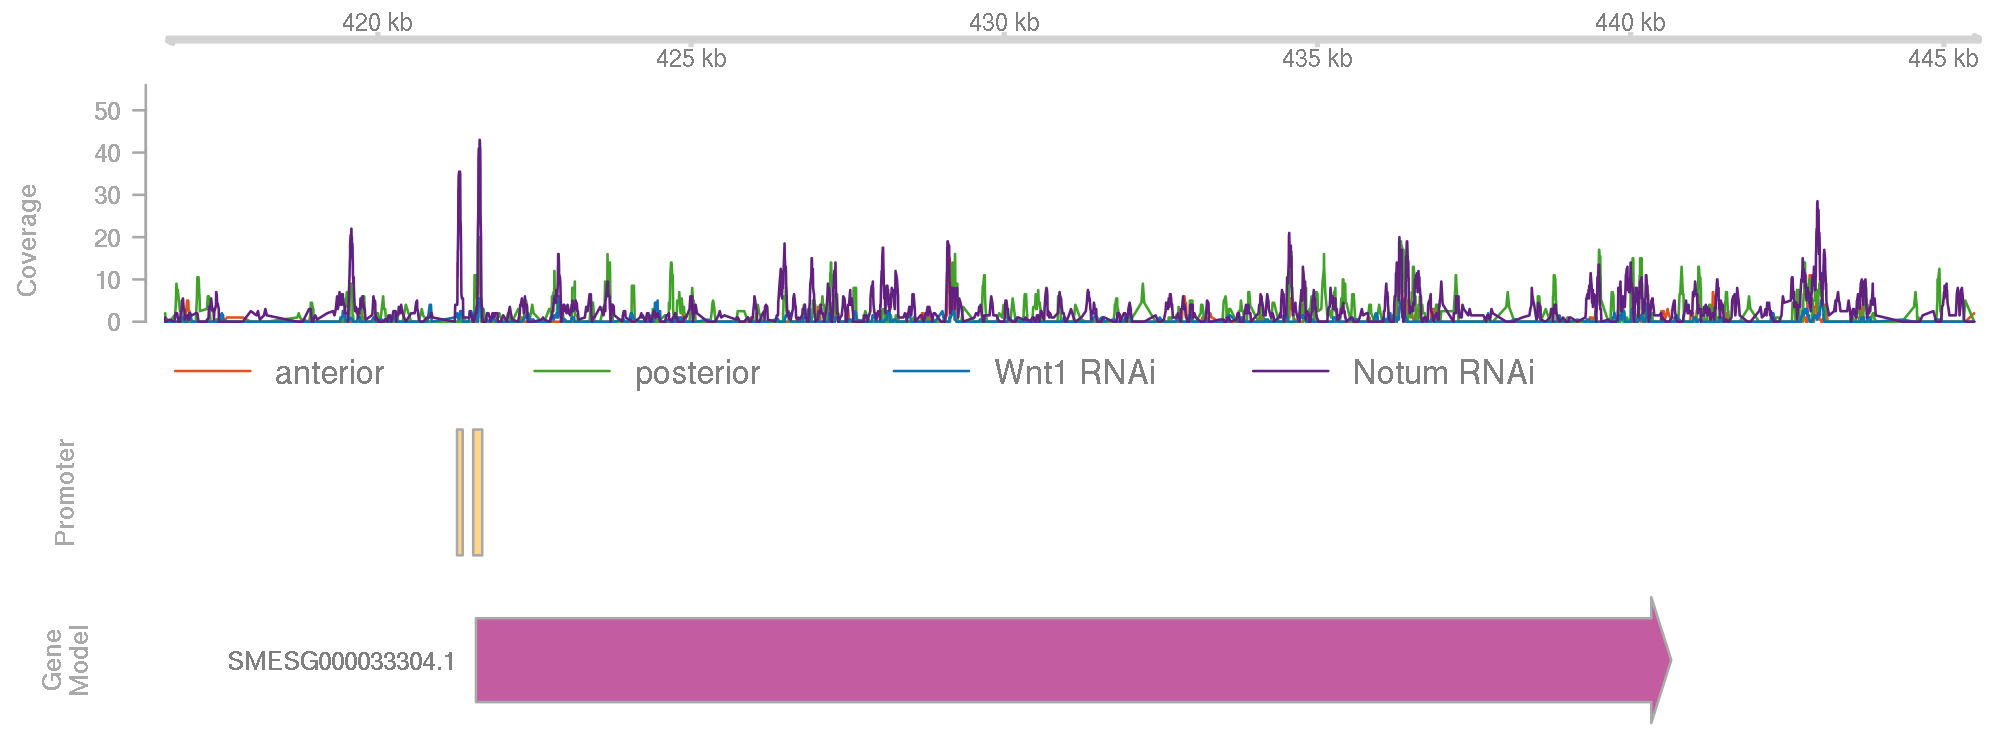 420 kb 430 kb 440 kb
425 kb 435 kb 445 kb
Coverage
50
40
30
20
10
0
anterior posterior Wnt1 RNAi Notum RNAi
Promoter
Gene
Model
SMESG000033304.1